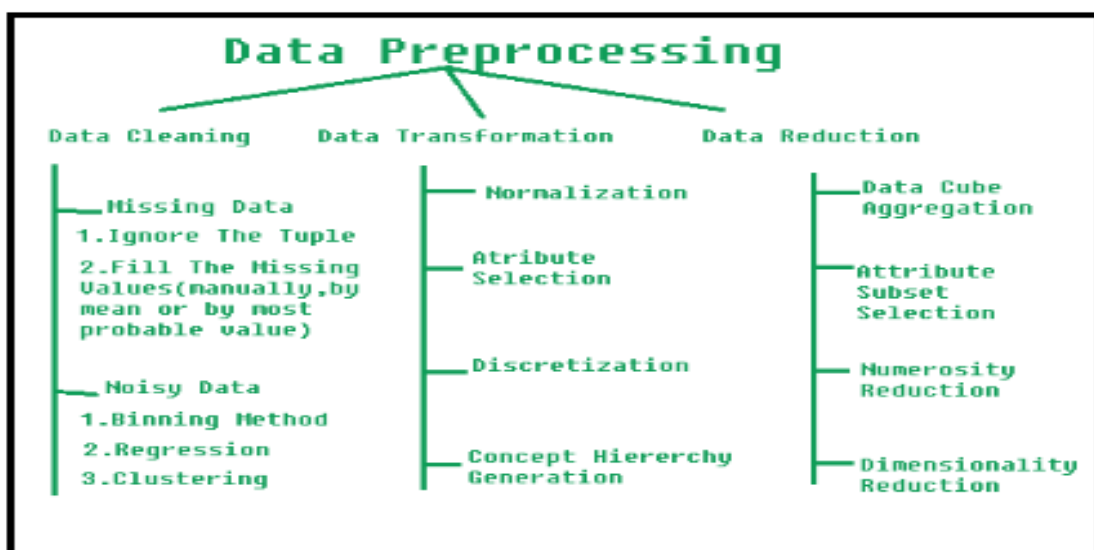 Data Preprocessing
Data Cleaning
Missing Data
1.Ignore The Tuple
2.Fill The Missing
Values(manually,by
mean or by most
probable value)
Noisy Data
1.Binning Method
2.Regression
3.Clustering
Data Transformation
Normalization
Atribute
Selection
Discretization
Concept Hiererchy
Generation
Data Reduction
Data Cube
Aggregation
Attribute
Subset
Selection
Numerosity
Reduction
Dimensionality
Reduction